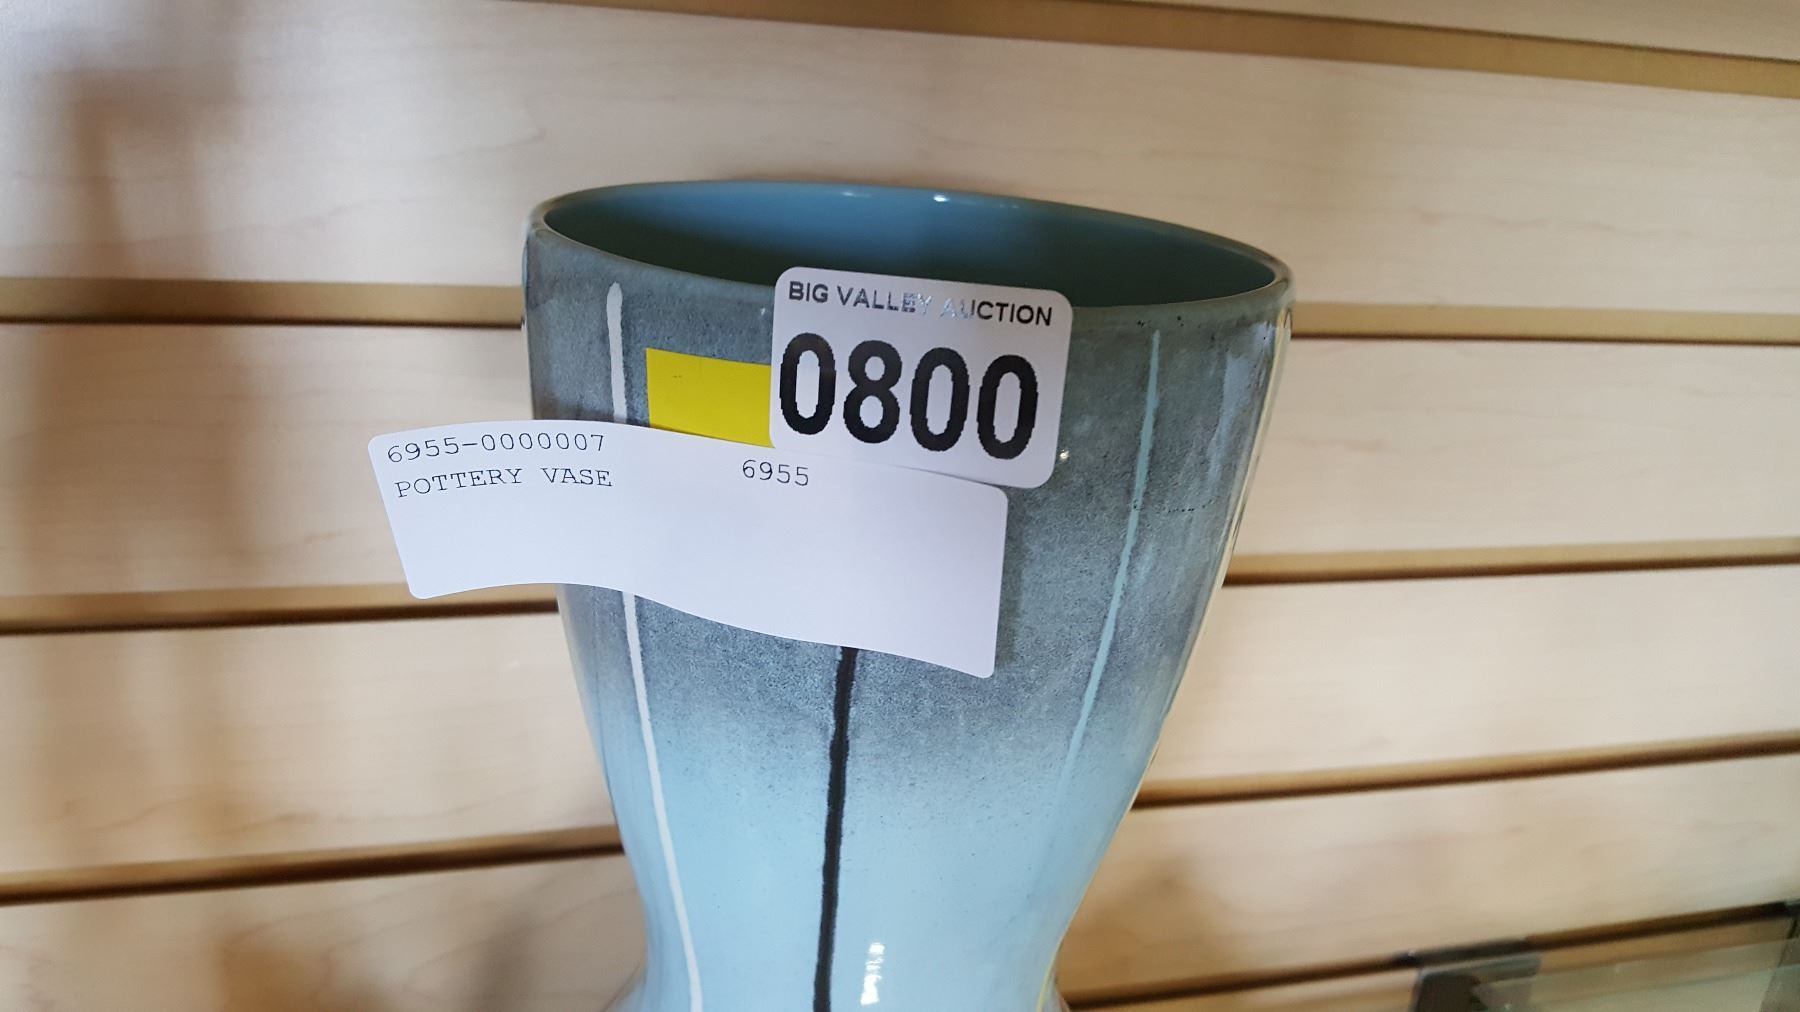 BIG VALLEY AUCTION
0800
6955-0000007
POTTERY VASE 6955